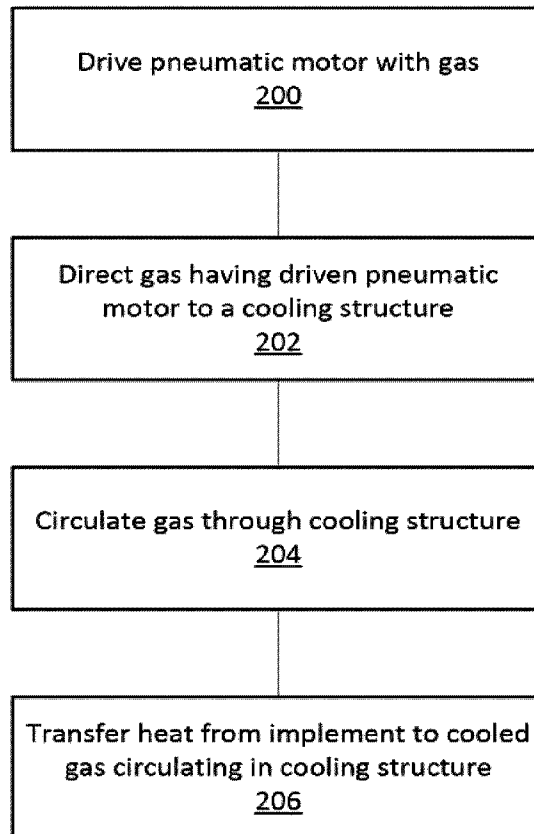 Drive pneumatic motor with gas
200
Direct gas having driven pneumatic
motor to a cooling structure
202
Circulate gas through cooling structure
204
Transfer heat from implement to cooled
gas circulating in cooling structure
206